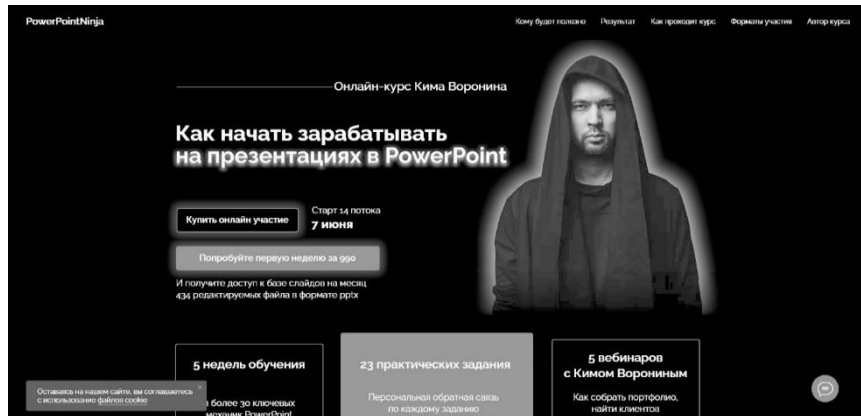 PowerPointNinja
Кому будет полезно Результат Как проходит курс Форматы участия Автор курса
Онлайн-курс Кима Воронина
Как начать зарабатывать
на презентациях в PowerPoint
Купить онлайн участие
Старт 14 потока
7 июня
Попробуйте первую неделю за 990
И получите доступ к базе слайдов на месяц
434 редактируемых файла в формате pptx
5 недель обучения
более 30 ключевых
механик PowerPoint
23 практических задания
Персональная обратная связь
по каждому заданию
5 вебинаров
с Кимом Ворониным
Как собрать портфолио,
найти клиентов
Оставаясь на нашем сайте, вы соглашаетесь
с использованием файлов cookie